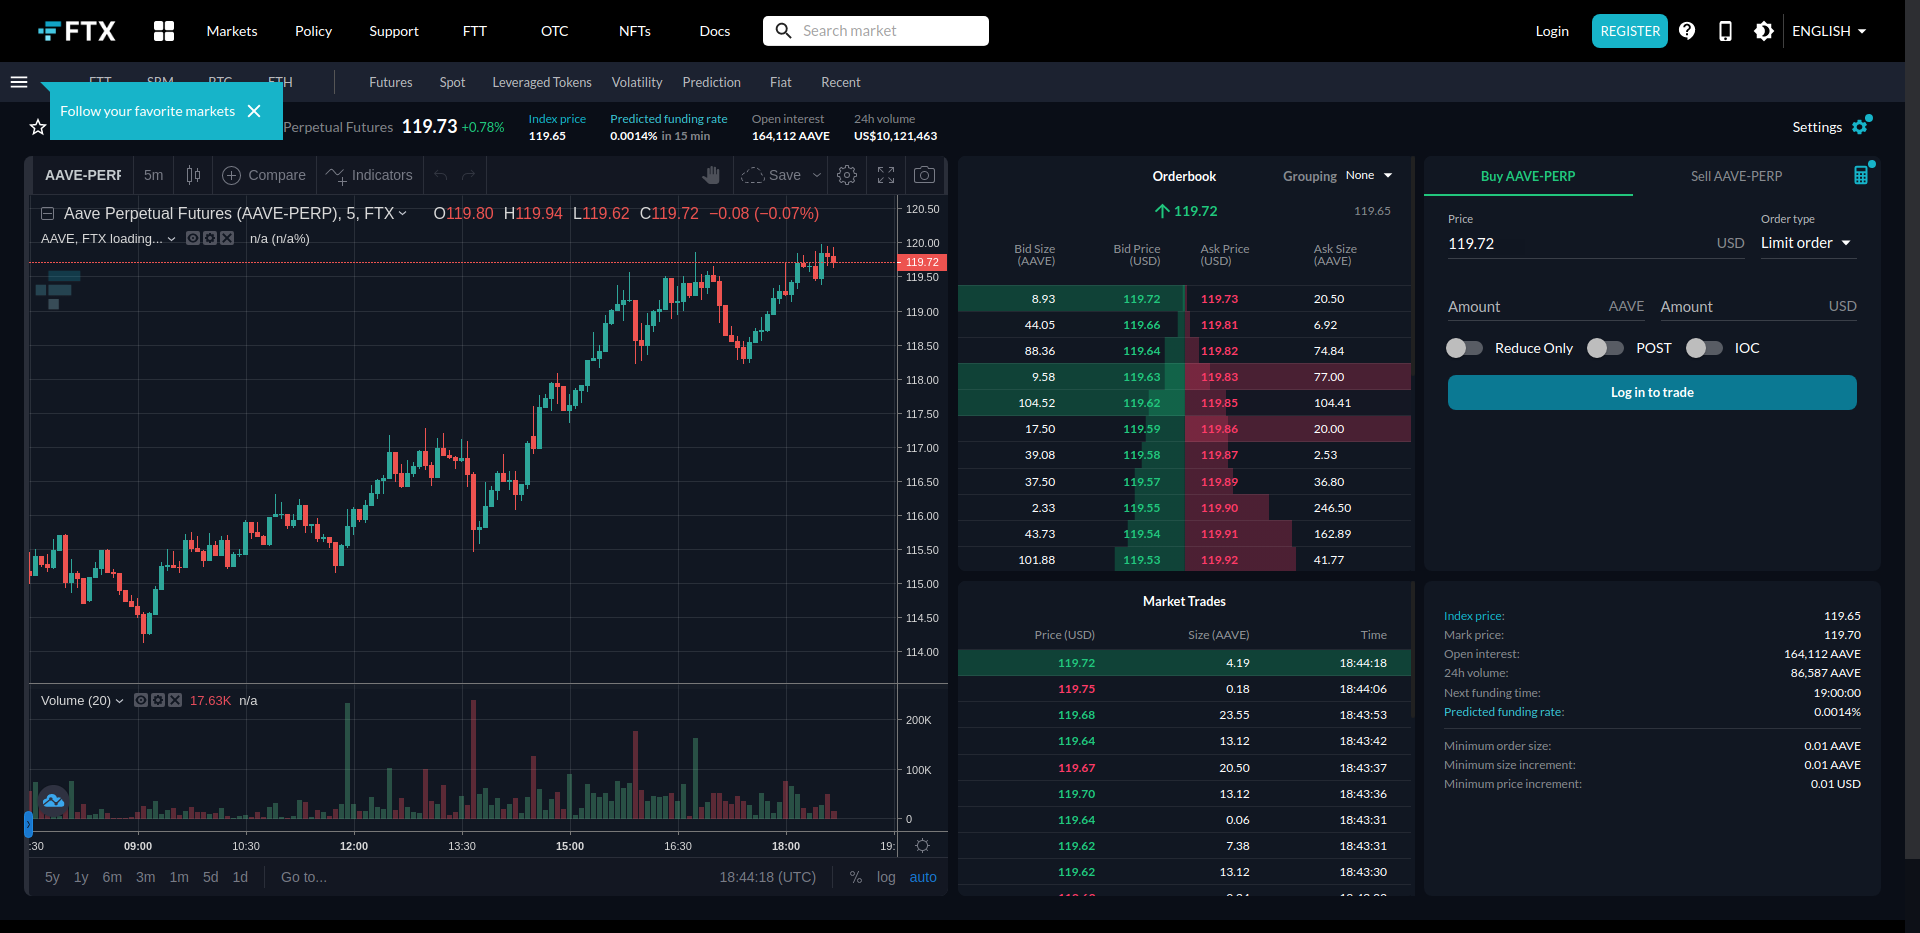 FTX
Markets
Policy
Support
FTT
OTC
NFTs
Docs
Search market
Login
REGISTER
ENGLISH
FTT
SRM
BTC
ETH
Futures
Spot
Leveraged Tokens
Volatility
Prediction
Fiat
Recent
Follow your favorite markets
Perpetual Futures 119.73 +0.78%
Index price
119.65
Predicted funding rate
0.0014% in 15 min
Open interest
164,112 AAVE
24h volume
US$10,121,463
Settings
AAVE-PERP
5m
Compare
Indicators
Save
Aave Perpetual Futures (AAVE-PERP), 5, FTX
O119.80 H119.94 L119.62 C119.72 −0.08 (−0.07%)
AAVE, FTX loading...
n/a (n/a%)
120.50
120.00
119.72
119.50
119.00
118.50
118.00
117.50
117.00
116.50
116.00
115.50
115.00
114.50
114.00
Volume (20)
17.63K n/a
200K
100K
0
:30
09:00
10:30
12:00
13:30
15:00
16:30
18:00
19:
5y 1y 6m 3m 1m 5d 1d
Go to...
18:44:18 (UTC)
% log auto
Orderbook
Grouping None
119.72
119.65
Bid Size (AAVE)
Bid Price (USD)
Ask Price (USD)
Ask Size (AAVE)
8.93 119.72 119.73 20.50
44.05 119.66 119.81 6.92
88.36 119.64 119.82 74.84
9.58 119.63 119.83 77.00
104.52 119.62 119.85 104.41
17.50 119.59 119.86 20.00
39.08 119.58 119.87 2.53
37.50 119.57 119.89 36.80
2.33 119.55 119.90 246.50
43.73 119.54 119.91 162.89
101.88 119.53 119.92 41.77
Market Trades
Price (USD) Size (AAVE) Time
119.72 4.19 18:44:18
119.75 0.18 18:44:06
119.68 23.55 18:43:53
119.64 13.12 18:43:42
119.67 20.50 18:43:37
119.70 13.12 18:43:36
119.64 0.06 18:43:31
119.62 7.38 18:43:31
119.62 13.12 18:43:30
Buy AAVE-PERP
Sell AAVE-PERP
Price
119.72 USD
Order type
Limit order
Amount AAVE
Amount USD
Reduce Only
POST
IOC
Log in to trade
Index price: 119.65
Mark price: 119.70
Open interest: 164,112 AAVE
24h volume: 86,587 AAVE
Next funding time: 19:00:00
Predicted funding rate: 0.0014%
Minimum order size: 0.01 AAVE
Minimum size increment: 0.01 AAVE
Minimum price increment: 0.01 USD